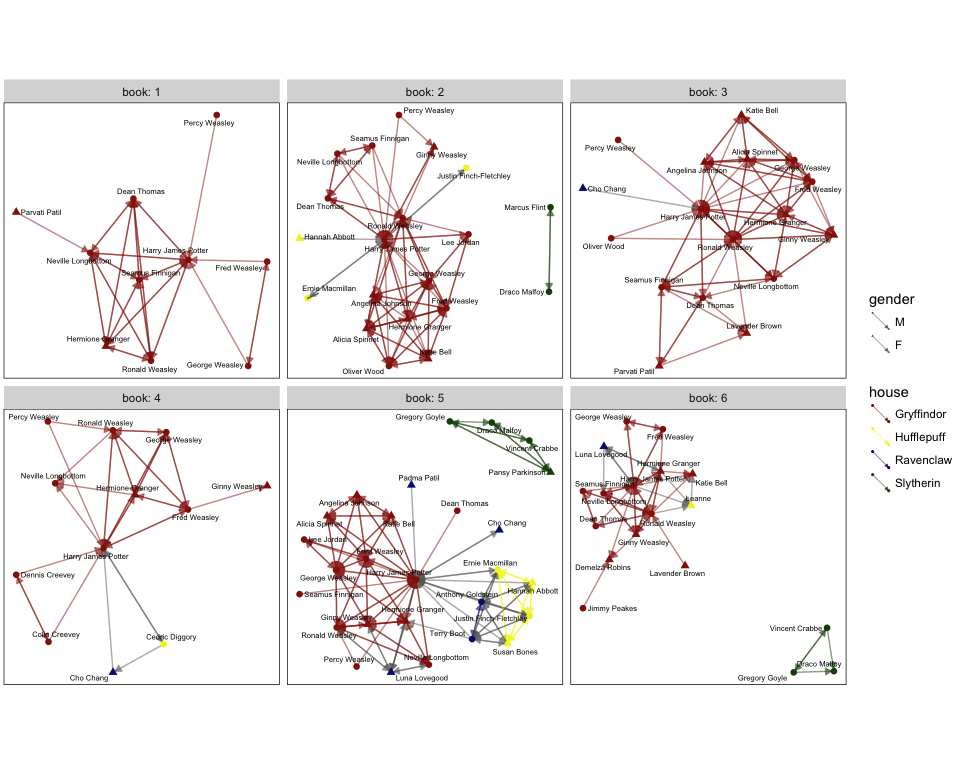 book: 1
book: 2
book: 3
Percy Weasley
Dean Thomas
Parvati Patil
Harry James Potter
Neville Longbottom
Seamus Finnigan
Fred Weasley
Hermione Granger
Ronald Weasley
George Weasley
Percy Weasley
Seamus Finnigan
Ginny Weasley
Neville Longbottom
Justin Finch-Fletchley
Dean Thomas
Marcus Flint
Ronald Weasley
Hannah Abbott
Lee Jordan
Harry James Potter
George Weasley
Ernie Macmillan
Draco Malfoy
Angelina Johnson
Fred Weasley
Hermione Granger
Alicia Spinnet
Katie Bell
Oliver Wood
Katie Bell
Percy Weasley
Alicia Spinnet
Angelina Johnson
George Weasley
Cho Chang
Fred Weasley
Harry James Potter
Hermione Granger
Oliver Wood
Ronald Weasley
Ginny Weasley
Seamus Finnigan
Neville Longbottom
Dean Thomas
Lavender Brown
Parvati Patil
gender
M
F
house
Gryffindor
Hufflepuff
Ravenclaw
Slytherin
book: 4
book: 5
book: 6
Percy Weasley
Ronald Weasley
George Weasley
Neville Longbottom
Hermione Granger
Ginny Weasley
Fred Weasley
Harry James Potter
Dennis Creevey
Colin Creevey
Cedric Diggory
Cho Chang
Gregory Goyle
Draco Malfoy
Vincent Crabbe
Pansy Parkinson
Padma Patil
Angelina Johnson
Dean Thomas
Alicia Spinnet
Katie Bell
Cho Chang
Lee Jordan
Fred Weasley
Ernie Macmillan
George Weasley
Harry James Potter
Hannah Abbott
Seamus Finnigan
Anthony Goldstein
Hermione Granger
Ginny Weasley
Justin Finch-Fletchley
Ronald Weasley
Terry Boot
Susan Bones
Percy Weasley
Neville Longbottom
Luna Lovegood
George Weasley
Fred Weasley
Luna Lovegood
Hermione Granger
Harry James Potter
Katie Bell
Seamus Finnigan
Leanne
Neville Longbottom
Dean Thomas
Ronald Weasley
Ginny Weasley
Demelza Robins
Lavender Brown
Jimmy Peakes
Vincent Crabbe
Draco Malfoy
Gregory Goyle